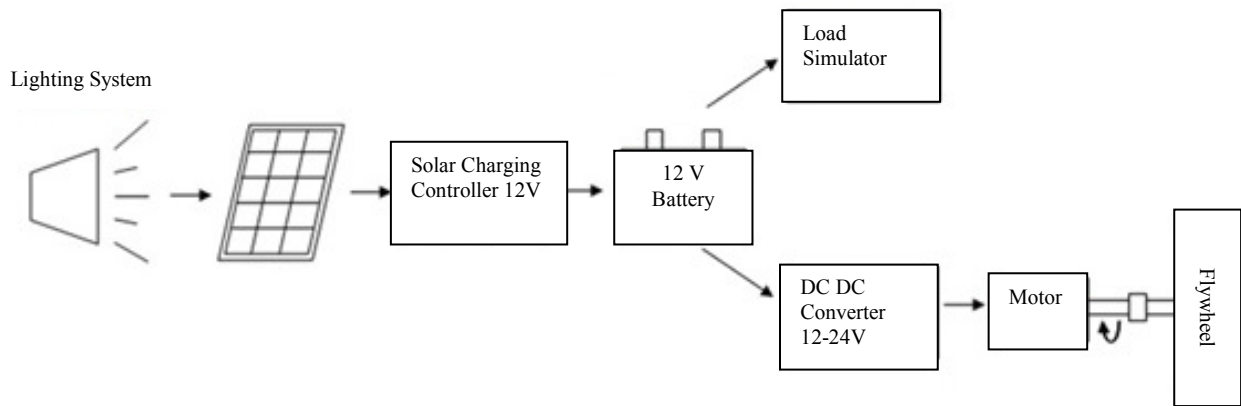 Lighting System
Solar Charging
Controller 12V
12 V
Battery
Load
Simulator
DC DC
Converter
12-24V
Motor
Flywheel